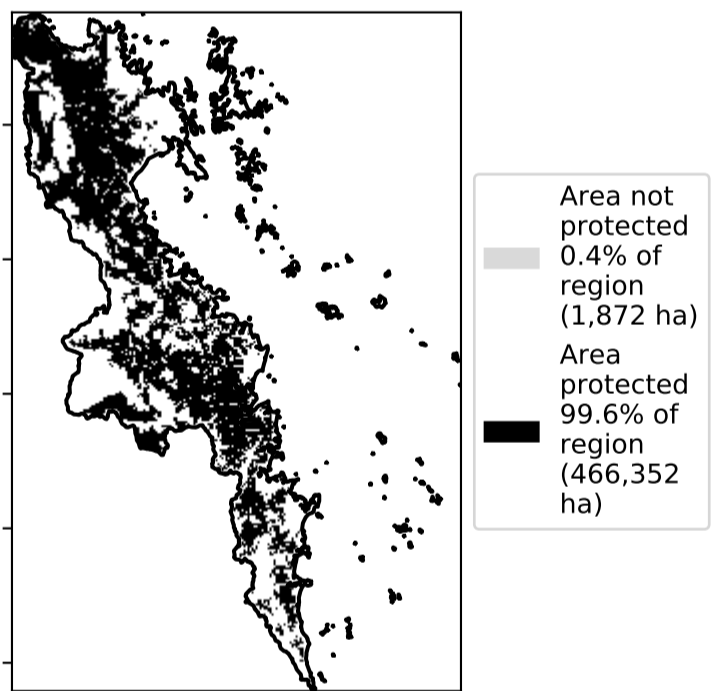 Area not
protected
0.4% of
region
(1,872 ha)
Area
protected
99.6% of
region
(466,352
ha)